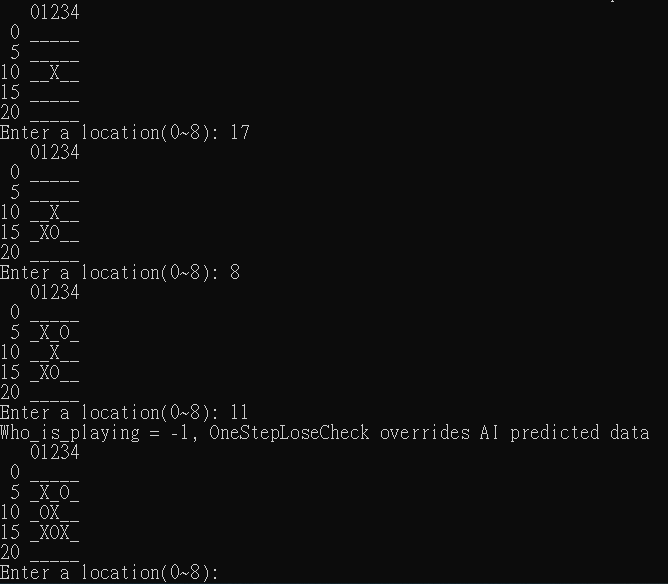 01234
0 _____
5 _____
10 __X__
15 _____
20 _____
Enter a location(0~8): 17
01234
0 _____
5 _____
10 __X__
15 _XO__
20 _____
Enter a location(0~8): 8
01234
0 _____
5 _X_O_
10 __X__
15 _XO__
20 _____
Enter a location(0~8): 11
Who_is_playing = -1, OneStepLoseCheck overrides AI predicted data
01234
0 _____
5 _X_O_
10 _OX__
15 _XOX_
20 _____
Enter a location(0~8):